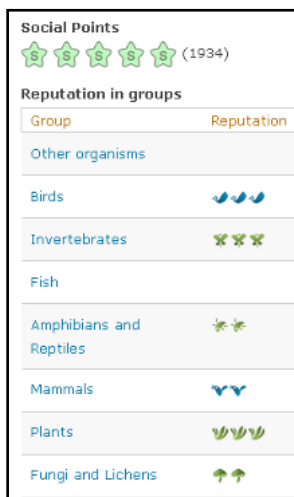 Social Points
S S S S S (1934)
Reputation in groups
Group Reputation
Other organisms
Birds
Invertebrates
Fish
Amphibians and
Reptiles
Mammals
Plants
Fungi and Lichens